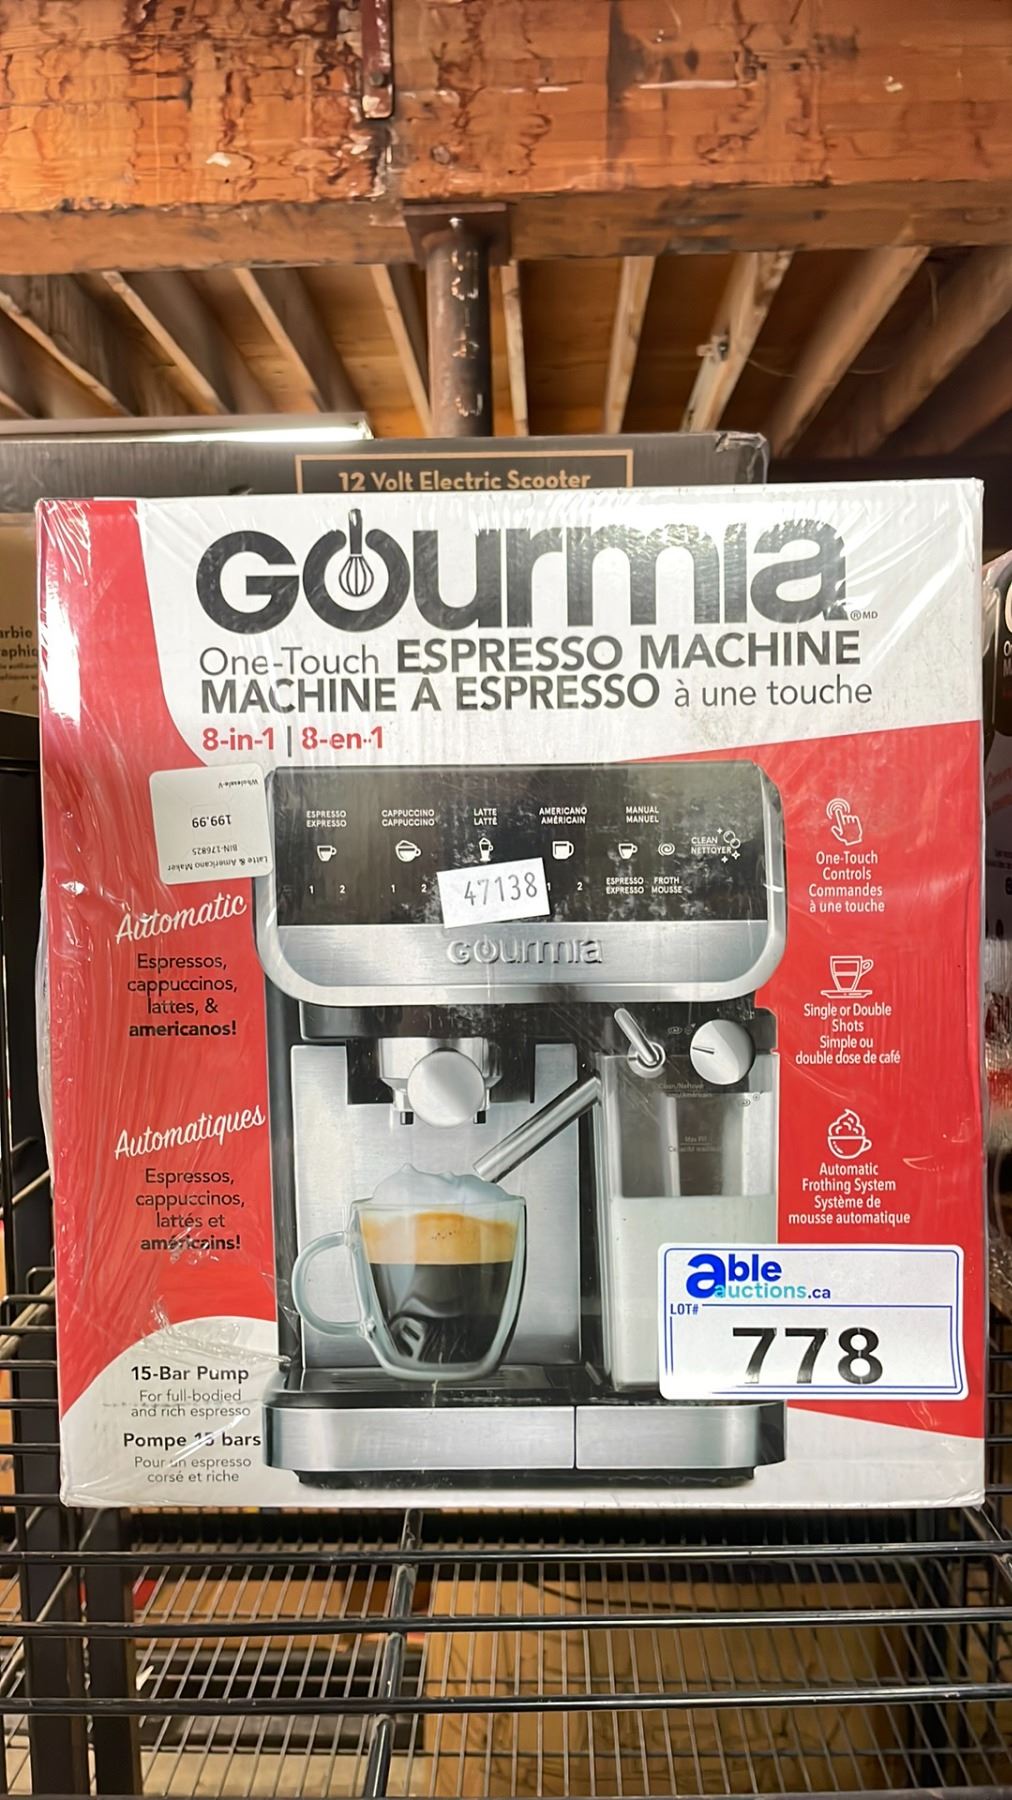 12 Volt Electric Scooter
Gourmia ®MD
One-Touch ESPRESSO MACHINE
MACHINE À ESPRESSO à une touche
8-in-1 | 8-en-1
Wholesale-V
199.99
BIN-176825
Latte & Americano Maker
ESPRESSO
EXPRESSO
CAPPUCCINO
CAPPUCCINO
LATTE
LATTÉ
AMERICANO
AMÉRICAIN
MANUAL
MANUEL
CLEAN
NETTOYER
1 2
1 2
1 2
ESPRESSO
EXPRESSO
FROTH
MOUSSE
47138
Gourmia
One-Touch
Controls
Commandes
à une touche
Automatic
Espressos,
cappuccinos,
lattes, &
americanos!
Single or Double
Shots
Simple ou
double dose de café
Automatiques
Espressos,
cappuccinos,
lattés et
américains!
Max Fill
Automatic
Frothing System
Système de
mousse automatique
able
auctions.ca
LOT#
778
15-Bar Pump
For full-bodied
and rich espresso
Pompe 15 bars
Pour un espresso
corsé et riche